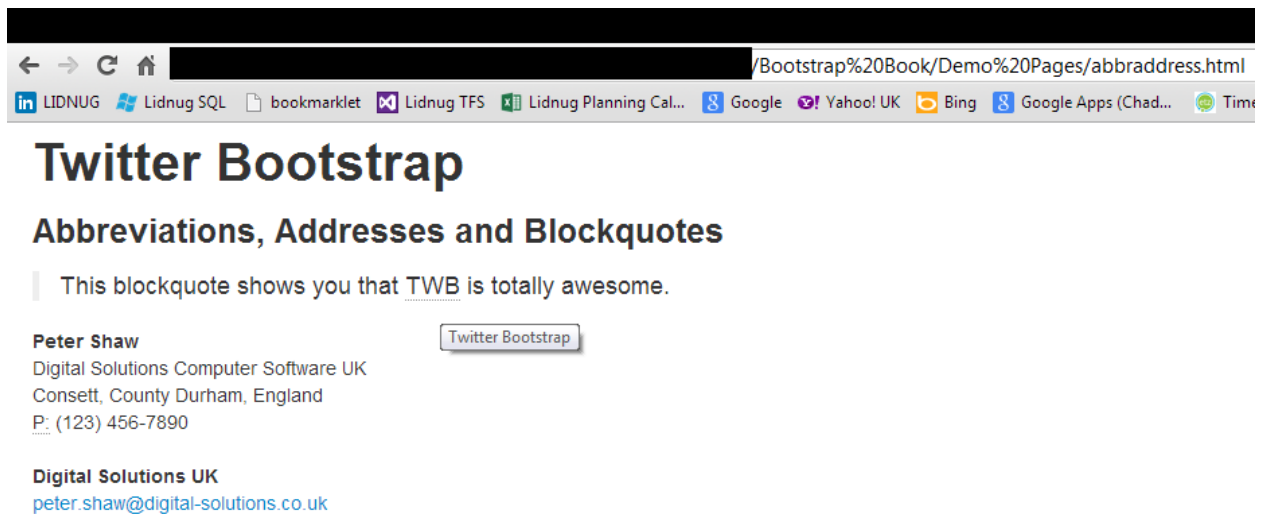 /Bootstrap%20Book/Demo%20Pages/abbraddress.html
LIDNUG Lidnug SQL bookmarklet Lidnug TFS Lidnug Planning Cal... Google Yahoo! UK Bing Google Apps (Chad... Time
Twitter Bootstrap
Abbreviations, Addresses and Blockquotes
This blockquote shows you that TWB is totally awesome.
Twitter Bootstrap
Peter Shaw
Digital Solutions Computer Software UK
Consett, County Durham, England
P: (123) 456-7890
Digital Solutions UK
peter.shaw@digital-solutions.co.uk